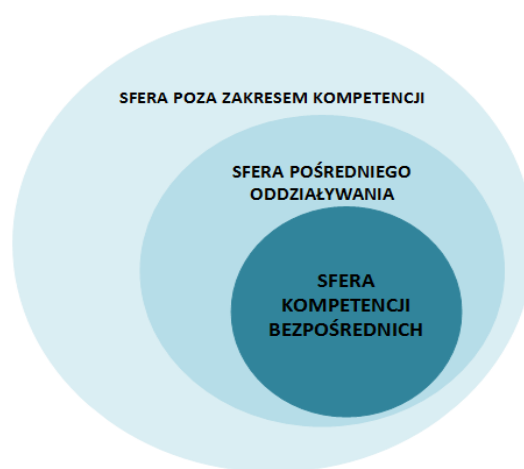 SFERA POZA ZAKRESEM KOMPETENCJI
SFERA POŚREDNIEGO
ODDZIAŁYWANIA
SFERA
KOMPETENCJI
BEZPOŚREDNICH